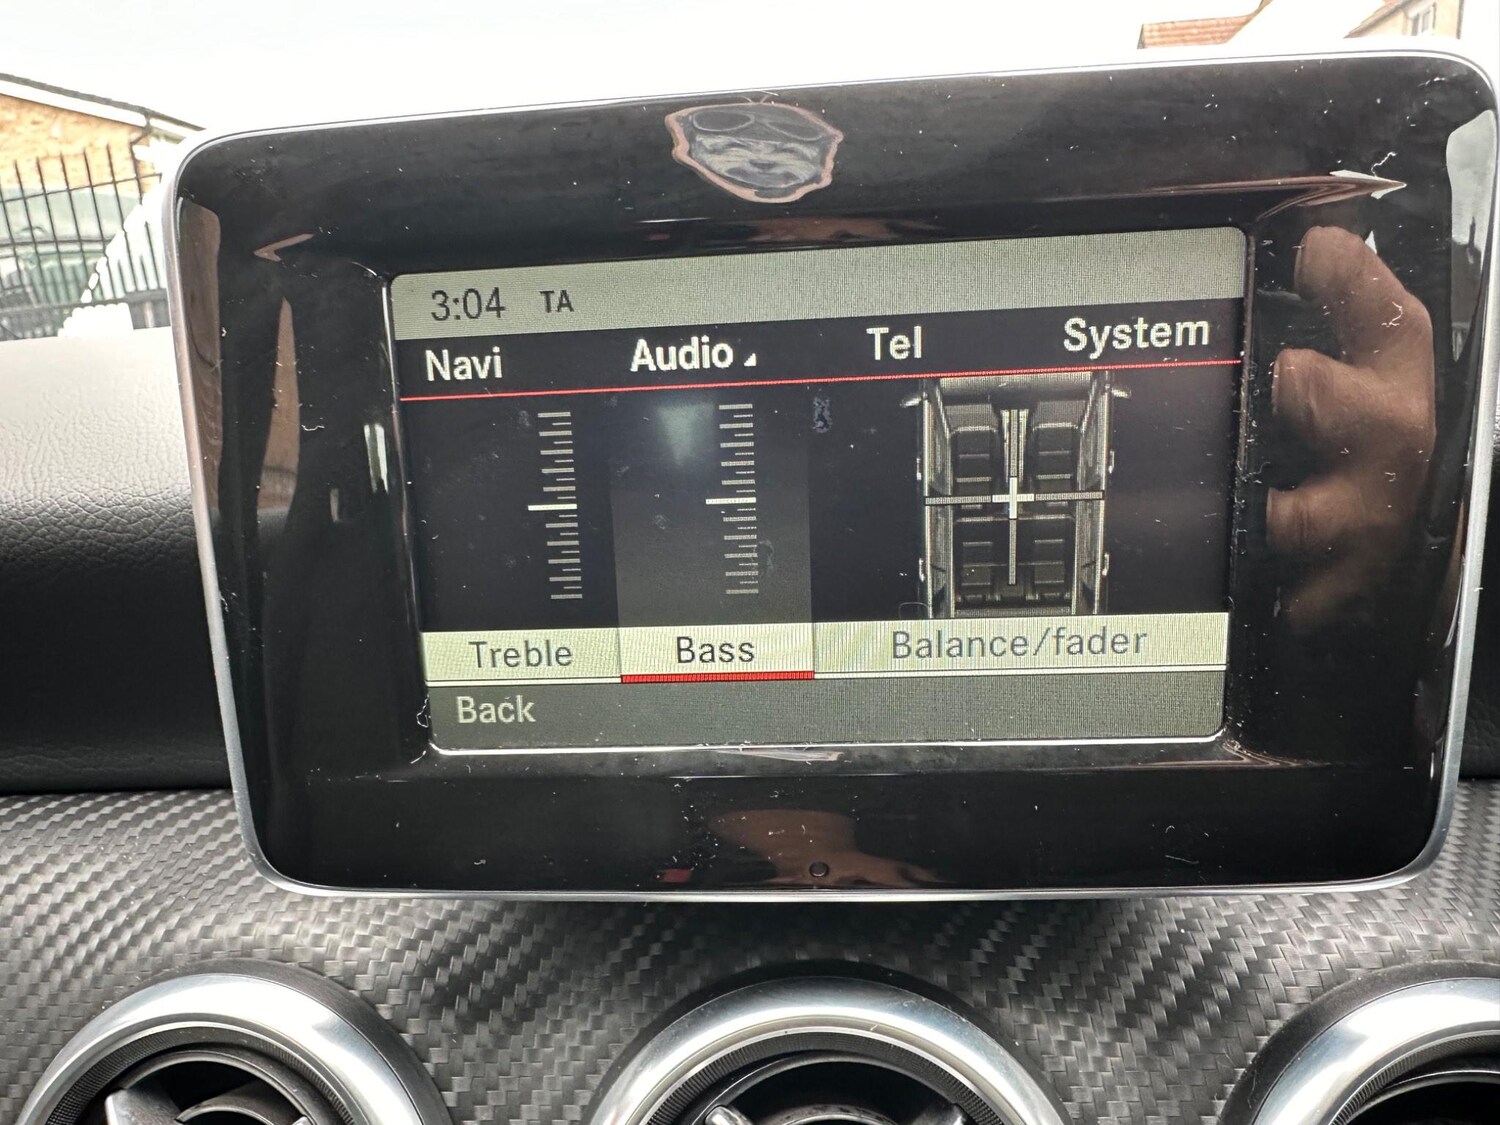 3:04 TA
Navi Audio Tel System
Treble Bass Balance/fader
Back